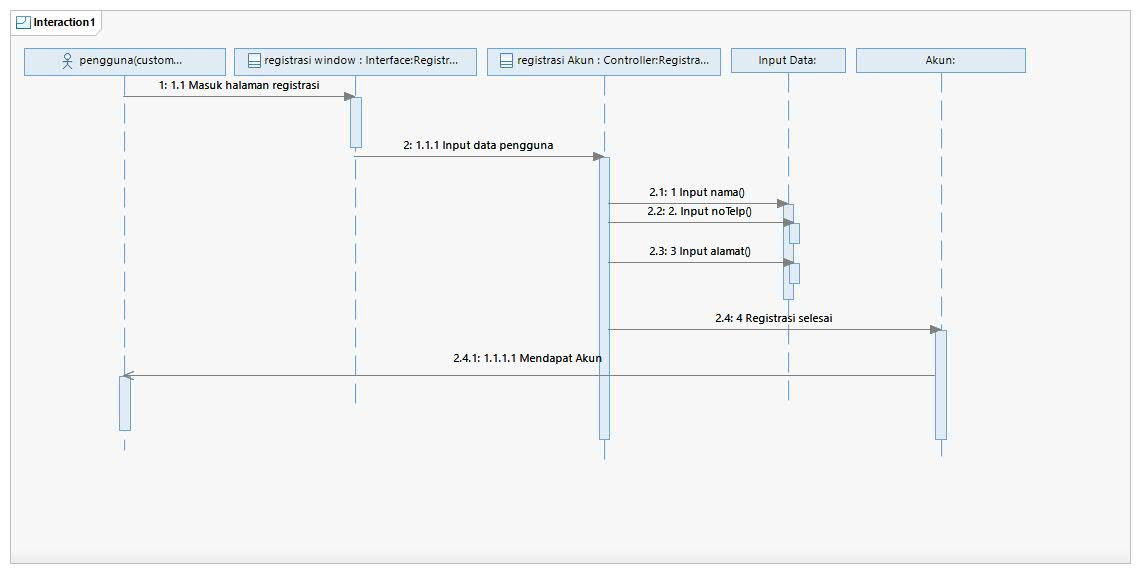 Interaction1
pengguna(custom...
registrasi window : Interface:Registr...
registrasi Akun : Controller:Registra...
Input Data:
Akun:
1: 1.1 Masuk halaman registrasi
2: 1.1.1 Input data pengguna
2.1: 1 Input nama()
2.2: 2. Input noTelp()
2.3: 3 Input alamat()
2.4: 4 Registrasi selesai
2.4.1: 1.1.1.1 Mendapat Akun